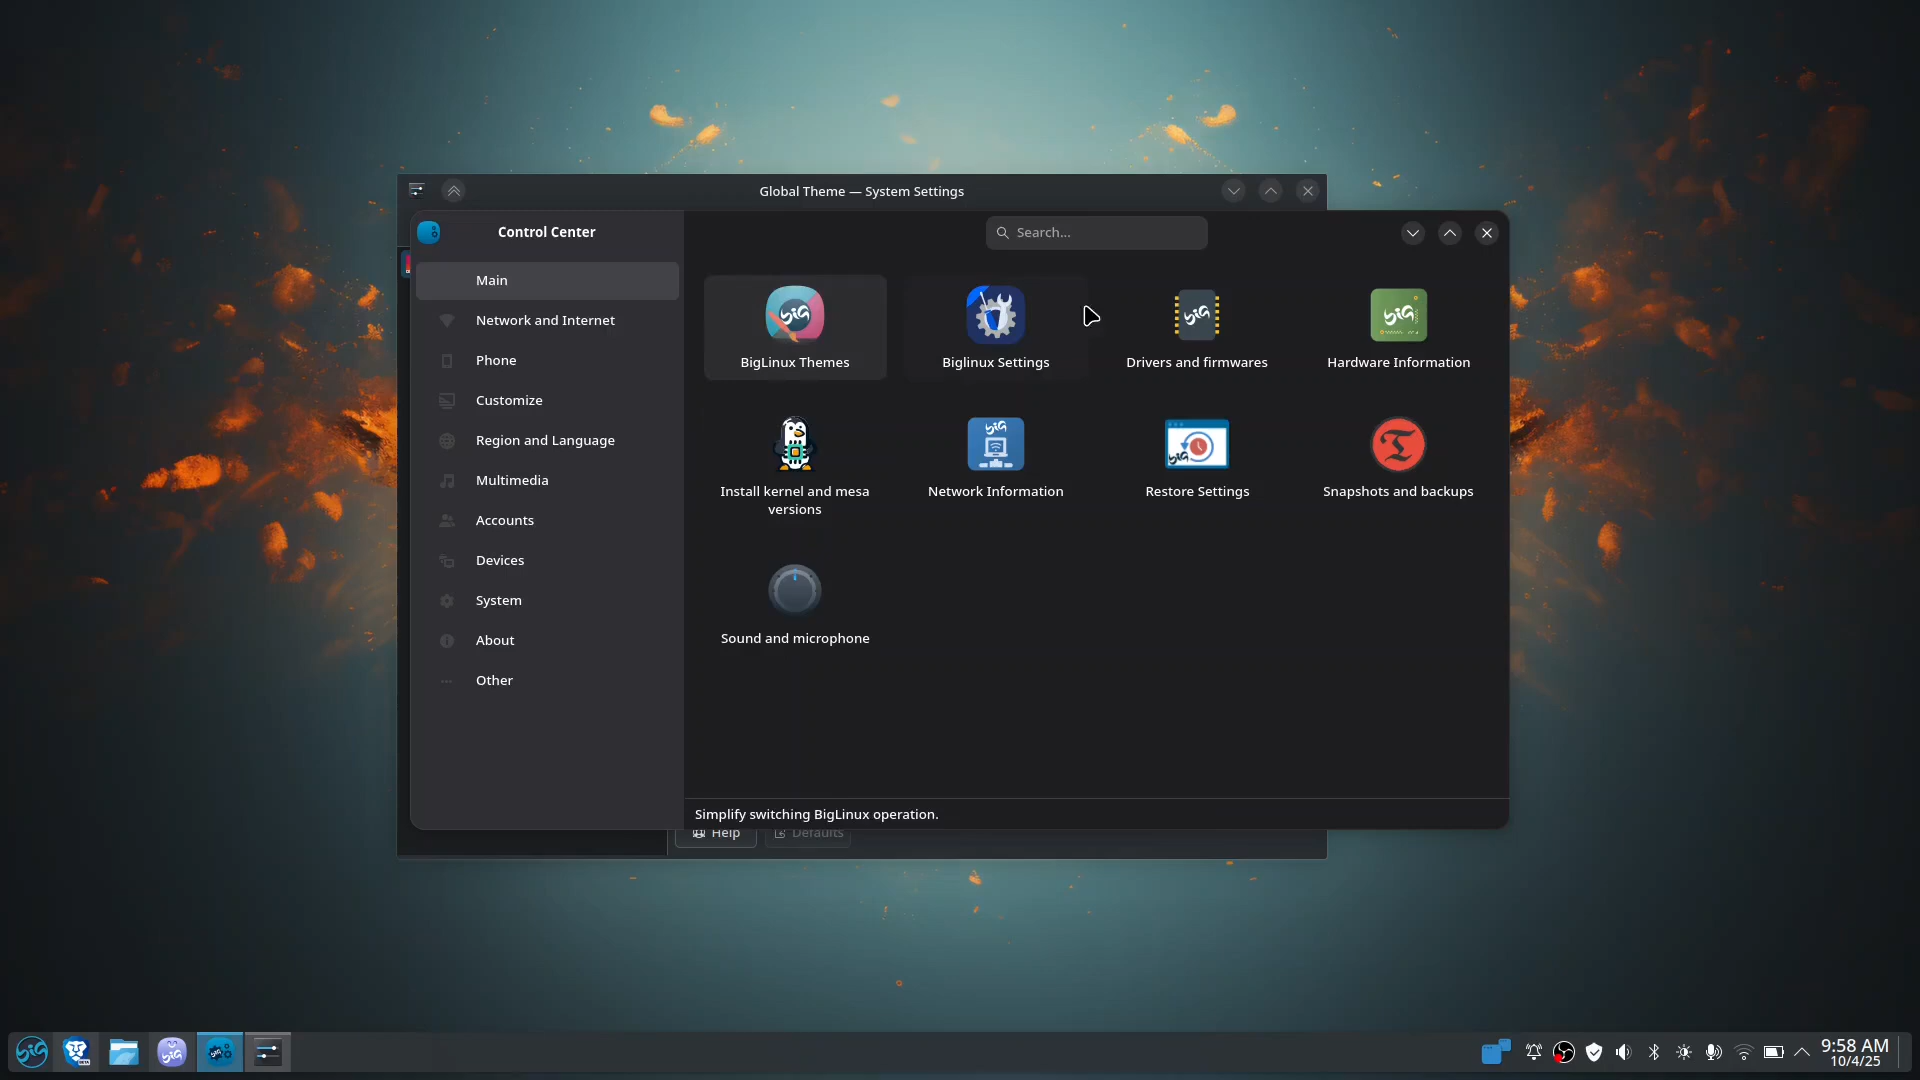 Global Theme — System Settings
Control Center
Search...
Main
Network and Internet
Phone
Customize
Region and Language
Multimedia
Accounts
Devices
System
About
Other
BigLinux Themes
Biglinux Settings
Drivers and firmwares
Hardware Information
Install kernel and mesa
versions
Network Information
Restore Settings
Snapshots and backups
Sound and microphone
Simplify switching BigLinux operation.
Help
Defaults
9:58 AM
10/4/25